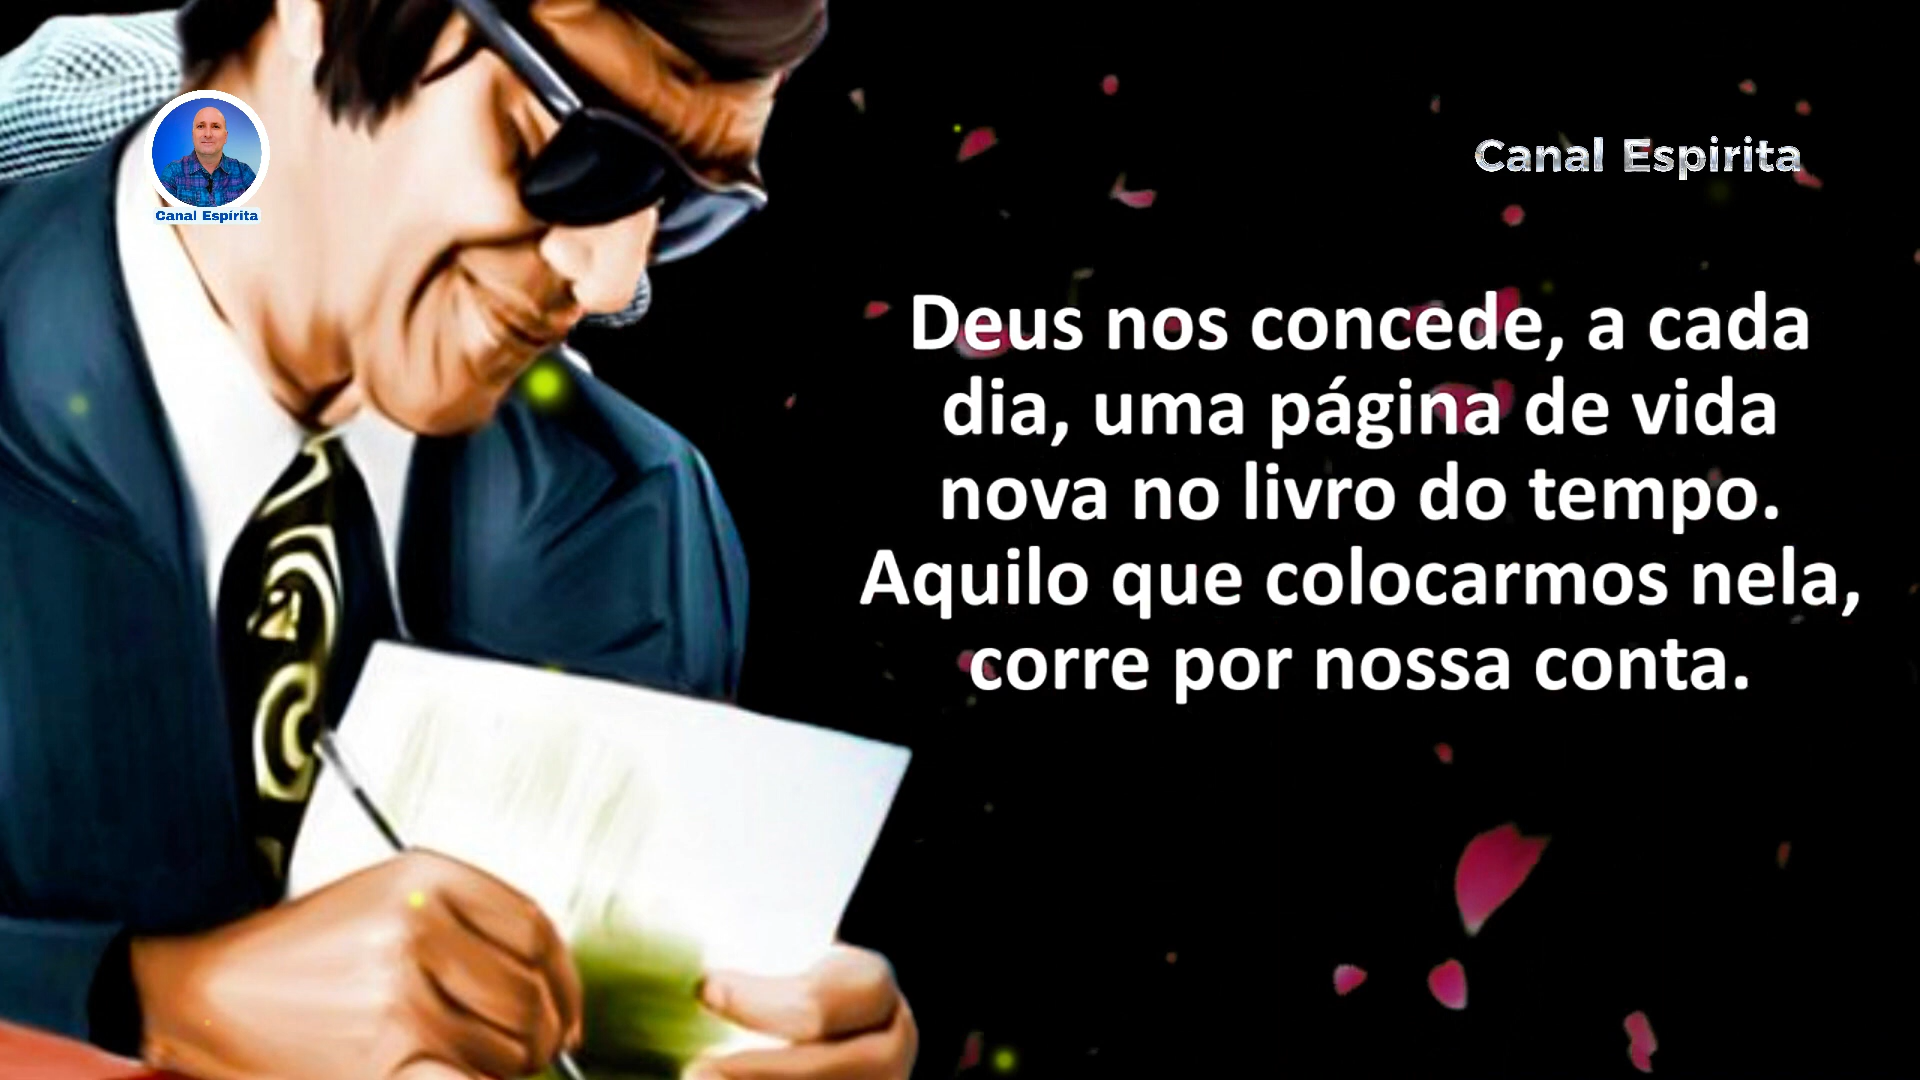 Canal Espírita
Canal Espirita
Deus nos concede, a cada
dia, uma página de vida
nova no livro do tempo.
Aquilo que colocarmos nela,
corre por nossa conta.